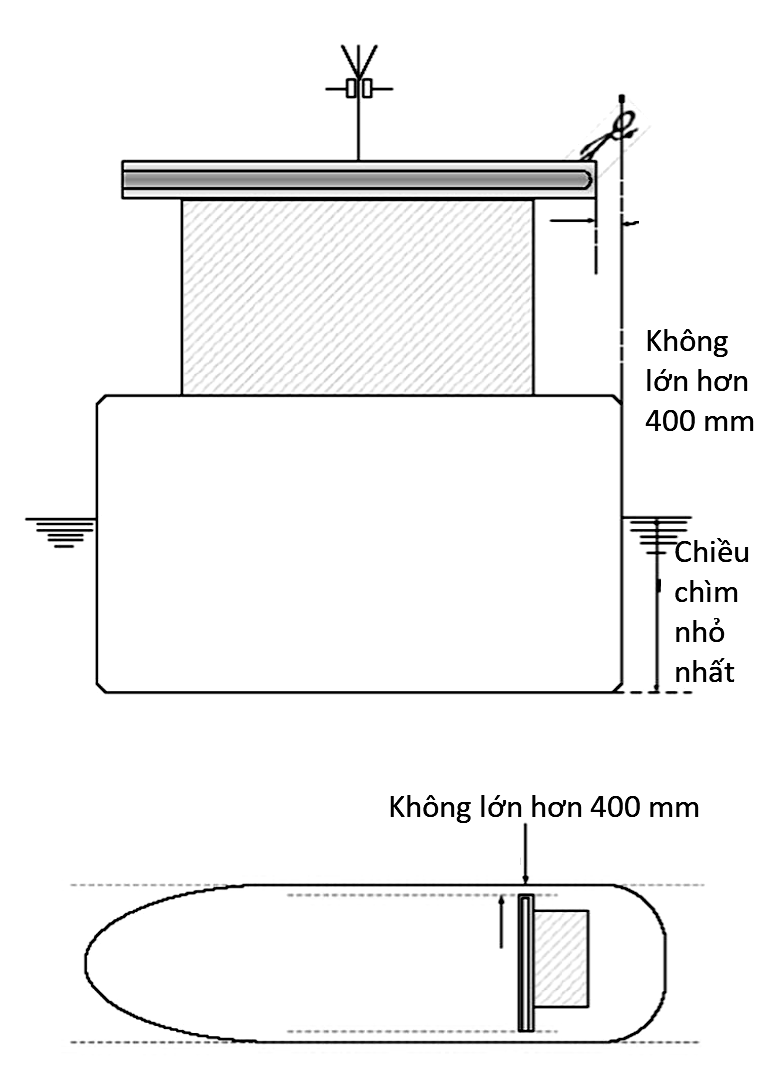 Không
lớn hơn
400 mm
Chiều
chìm
nhỏ
nhất
Không lớn hơn 400 mm